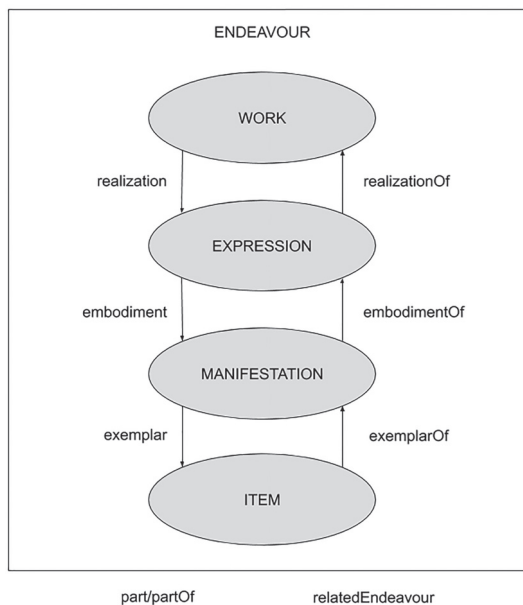 ENDEAVOUR
WORK
realization
realizationOf
EXPRESSION
embodiment
embodimentOf
MANIFESTATION
exemplar
exemplarOf
ITEM
part/partOf
relatedEndeavour